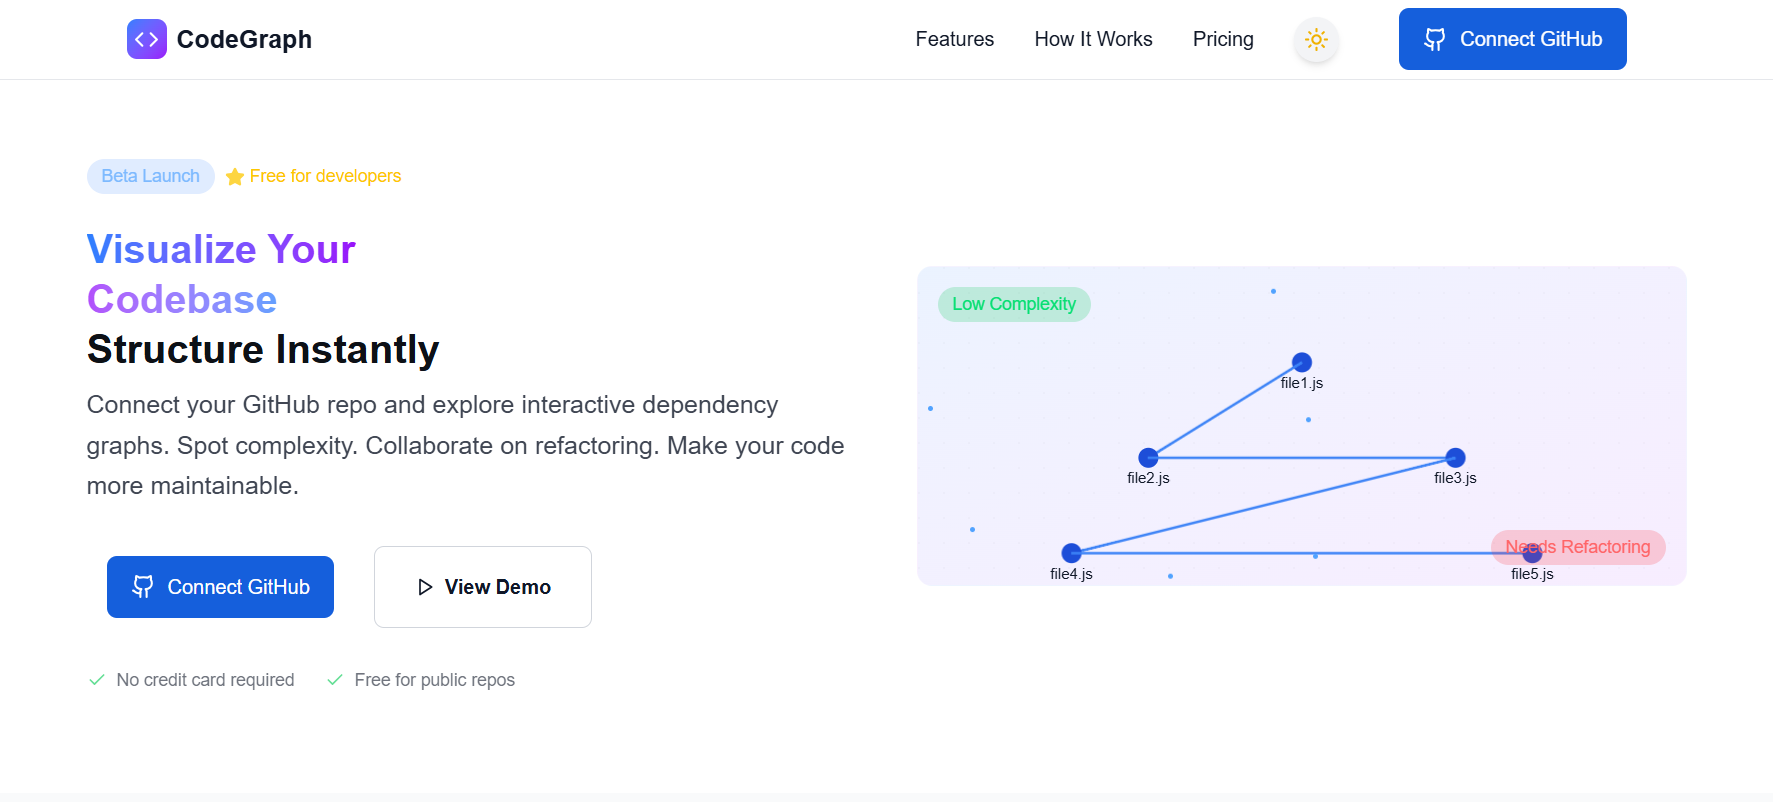 CodeGraph
Features
How It Works
Pricing
Connect GitHub
Beta Launch
Free for developers
Visualize Your
Codebase
Structure Instantly
Connect your GitHub repo and explore interactive dependency
graphs. Spot complexity. Collaborate on refactoring. Make your code
more maintainable.
Connect GitHub
View Demo
No credit card required
Free for public repos
Low Complexity
file1.js
file2.js
file3.js
Needs Refactoring
file4.js
file5.js